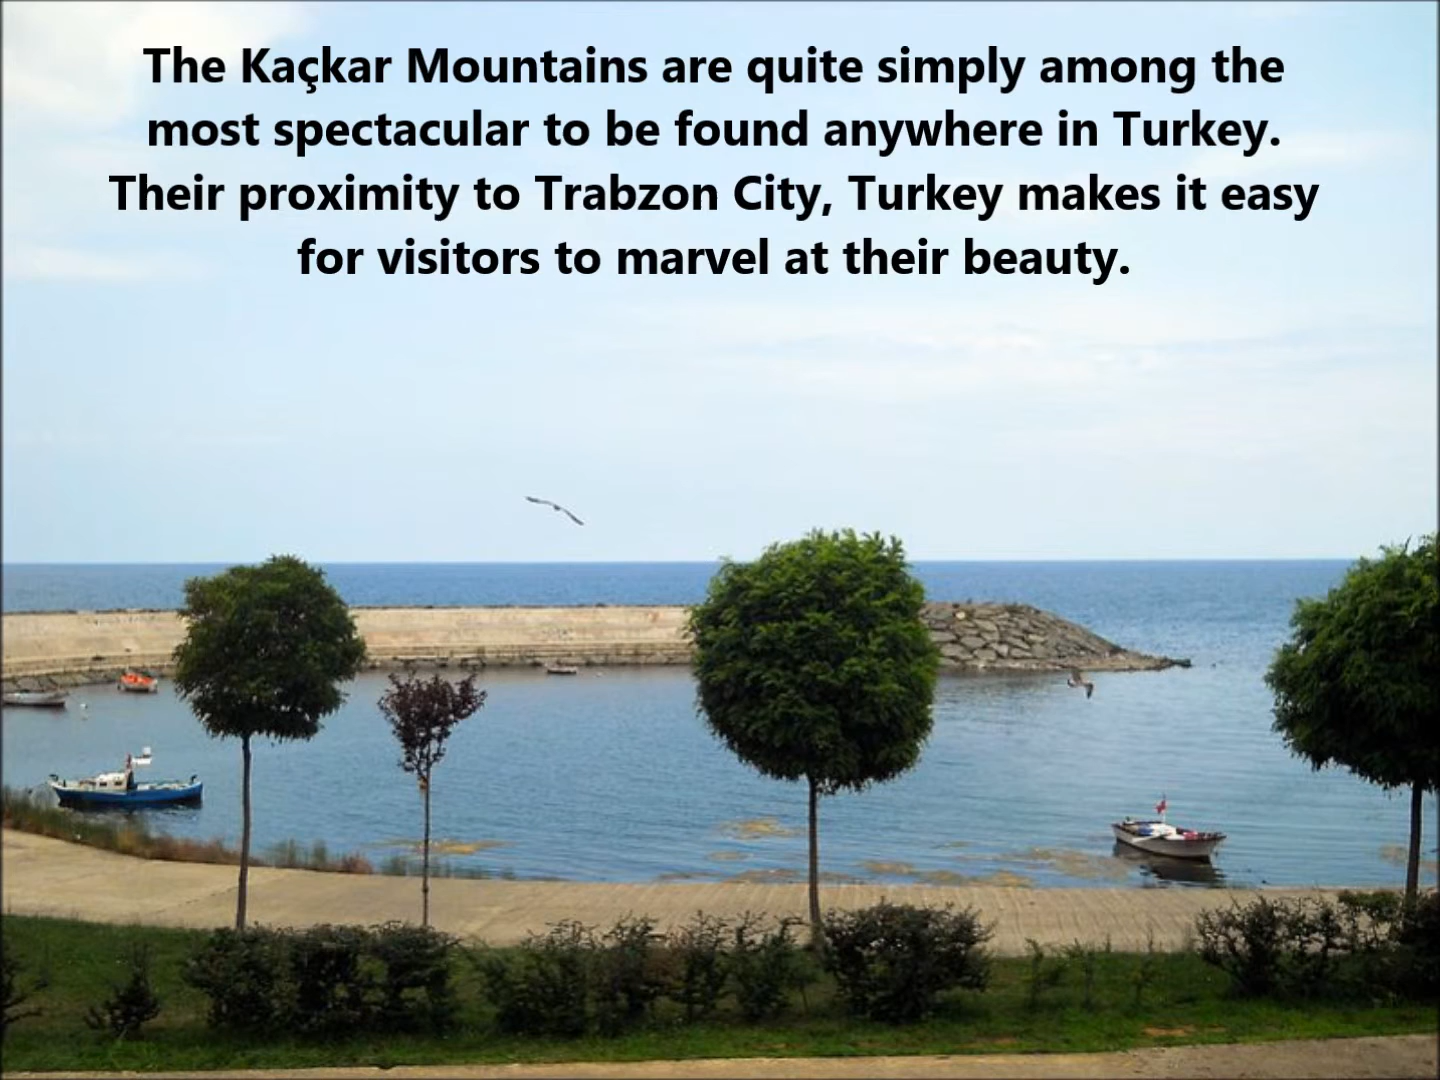 The Kaçkar Mountains are quite simply among the
most spectacular to be found anywhere in Turkey.
Their proximity to Trabzon City, Turkey makes it easy
for visitors to marvel at their beauty.